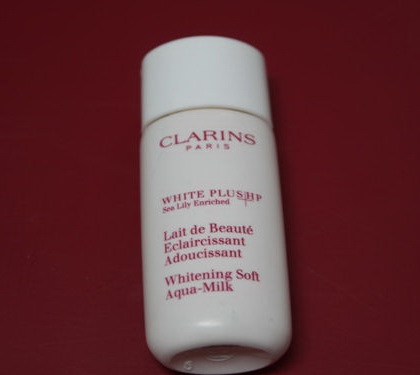 CLARINS
PARIS
WHITE PLUS HP
Sea Lily Enriched
Lait de Beauté
Eclaircissant
Adoucissant
Whitening Soft
Aqua-Milk